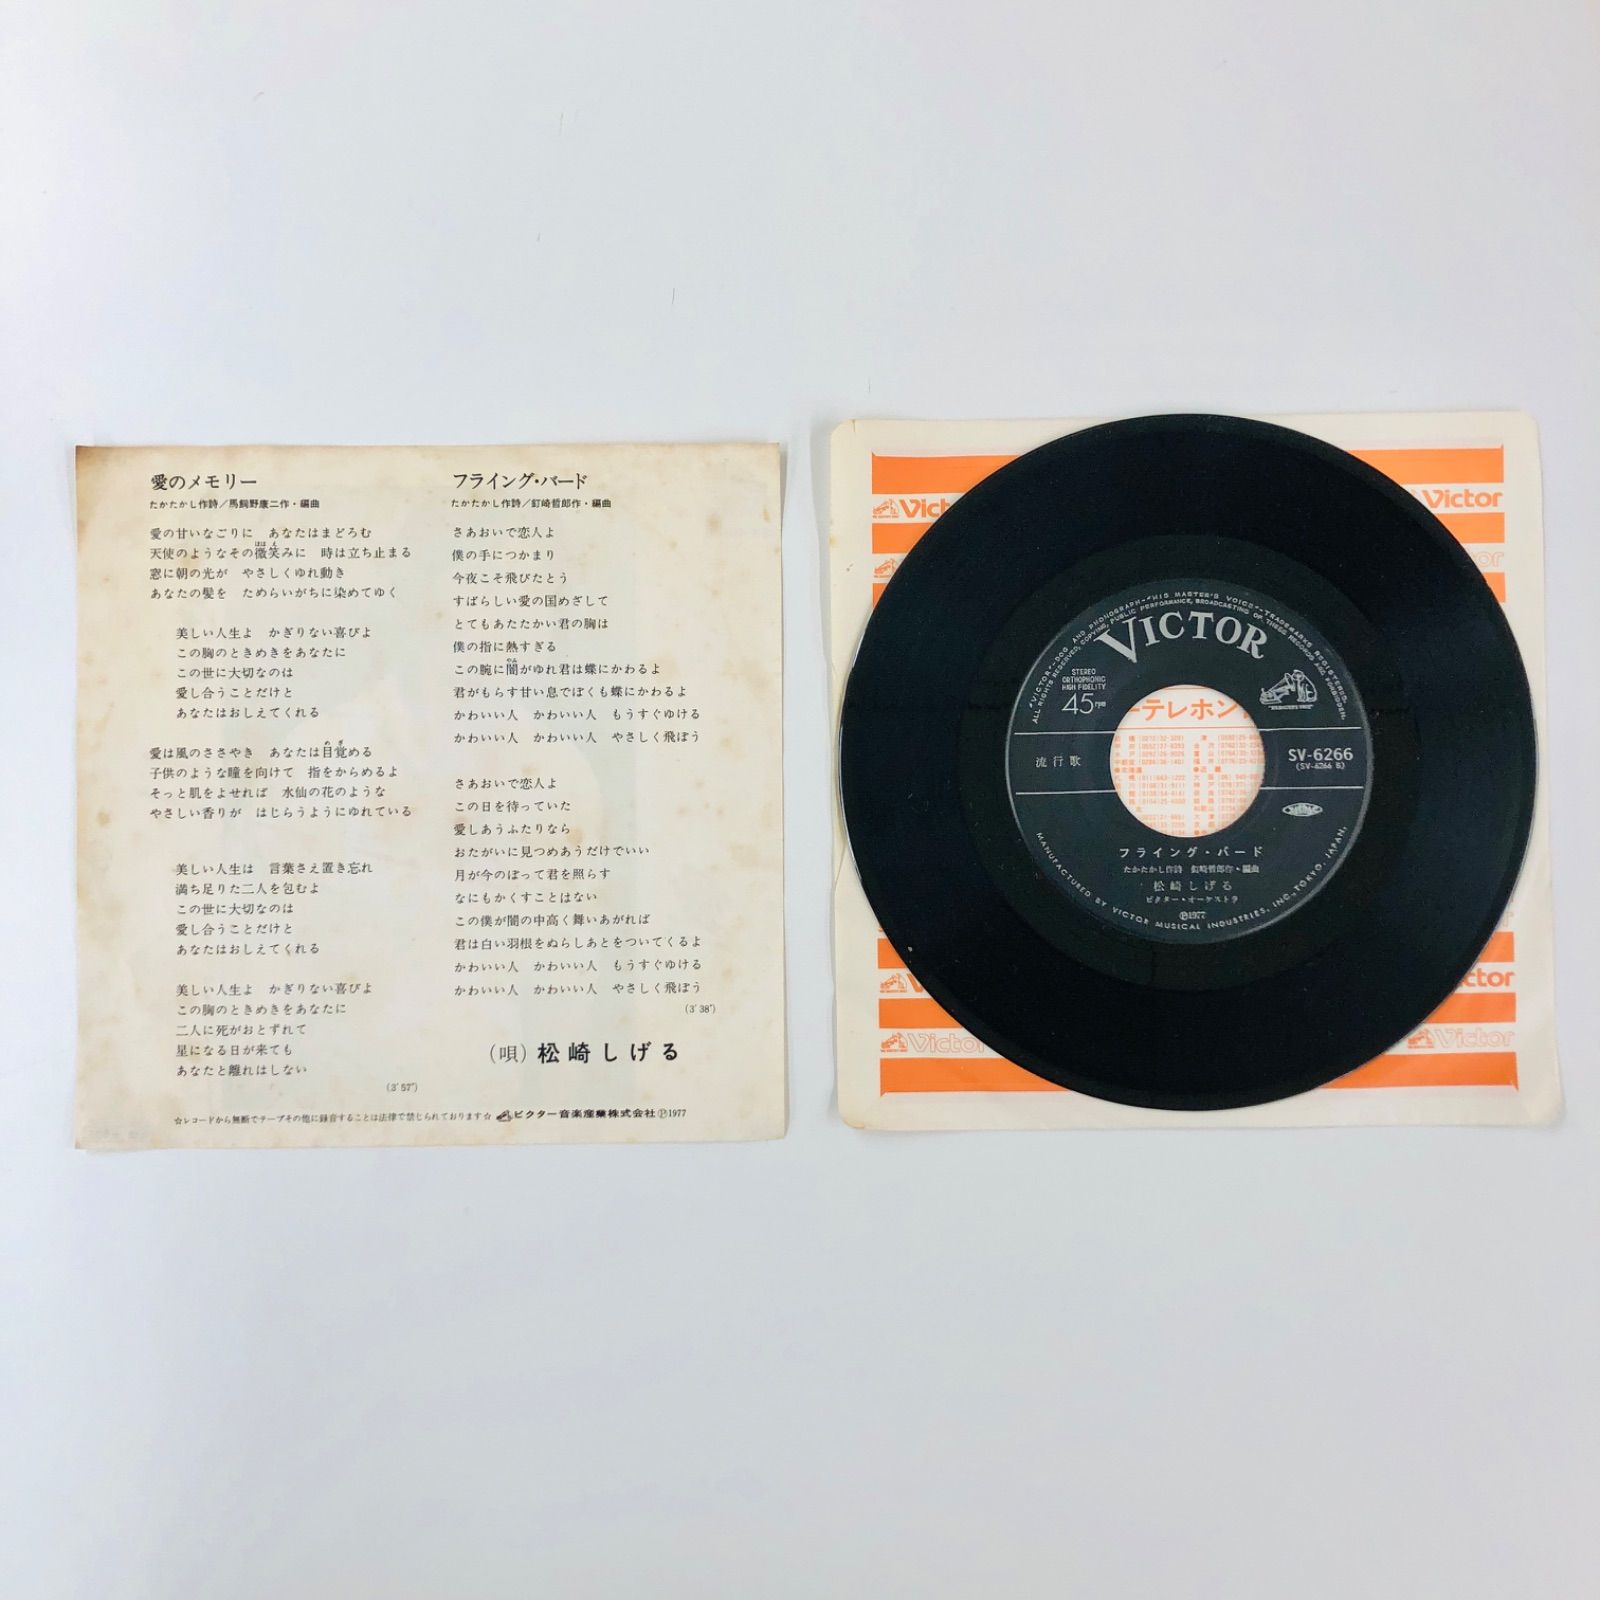 愛のメモリー
たかたかし作詩／馬飼野康二作・編曲
愛の甘いなごりに　あなたはまどろむ
天使のようなその微笑みに　時は立ち止まる
窓に朝の光が　やさしくゆれ動き
あなたの髪を　ためらいがちに染めてゆく
美しい人生よ　かぎりない喜びよ
この胸のときめきをあなたに
この世に大切なのは
愛し合うことだけと
あなたはおしえてくれる
愛は風のささやき　あなたは目覚める
子供のような瞳を向けて　指をからめるよ
そっと肌をよせれば　水仙の花のような
やさしい香りが　はじらうようにゆれている
美しい人生は　言葉さえ置き忘れ
満ち足りた二人を包むよ
この世に大切なのは
愛し合うことだけと
あなたはおしえてくれる
美しい人生よ　かぎりない喜びよ
この胸のときめきをあなたに
二人に死がおとずれて
星になる日が来ても
あなたと離れはしない
(3′57″)
フライング・バード
たかたかし作詩／釘崎哲郎作・編曲
さあおいで恋人よ
僕の手につかまり
今夜こそ飛びたとう
すばらしい愛の国めざして
とてもあたたかい君の胸は
僕の指に熱すぎる
この腕に闇がゆれ君は蝶にかわるよ
君がもらす甘い息でぼくも蝶にかわるよ
かわいい人　かわいい人　もうすぐゆける
かわいい人　かわいい人　やさしく飛ぼう
さあおいで恋人よ
この日を待っていた
愛しあうふたりなら
おたがいに見つめあうだけでいい
月が今のぼって君を照らす
なにもかくすことはない
この僕が闇の中高く舞いあがれば
君は白い羽根をぬらしあとをついてくるよ
かわいい人　かわいい人　もうすぐゆける
かわいい人　かわいい人　やさしく飛ぼう
(3′38″)
（唄）松崎しげる
☆レコードから無断でテープその他に録音することは法律で禁じられております☆ ビクター音楽産業株式会社Ⓟ1977
Victor
Victor
Victor
Victor
"VICTOR"-"DOG AND PHONOGRAPH"-"HIS MASTER'S VOICE"-TRADEMARKS REGISTERED.
ALL RIGHTS RESERVED. COPYING, PUBLIC PERFORMANCE, BROADCASTING OF THESE RECORDS ARE FORBIDDEN.
VICTOR
STEREO
ORTHOPHONIC
HIGH FIDELITY
45rpm
"HIS MASTER'S VOICE"
ーテレホン
流行歌
SV-6266
(SV-6266 B)
フライング・バード
たかたかし作詩　釘崎哲郎作・編曲
松崎しげる
ビクター・オーケストラ
Ⓟ1977
MANUFACTURED BY VICTOR MUSICAL INDUSTRIES, INC., TOKYO, JAPAN.